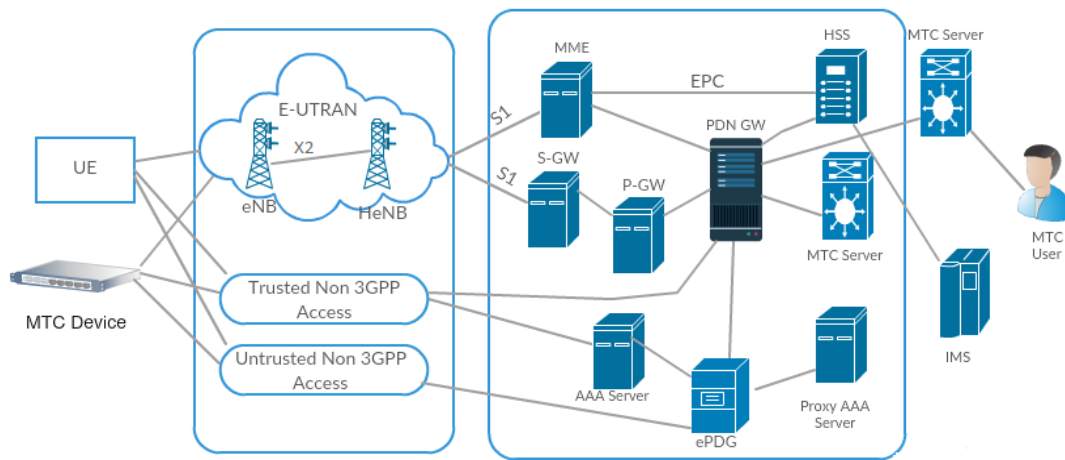 UE
MTC Device
E-UTRAN
X2
eNB
HeNB
Trusted Non 3GPP
Access
Untrusted Non 3GPP
Access
S1
S1
MME
EPC
HSS
MTC Server
S-GW
P-GW
PDN GW
MTC Server
MTC
User
AAA Server
ePDG
Proxy AAA
Server
IMS